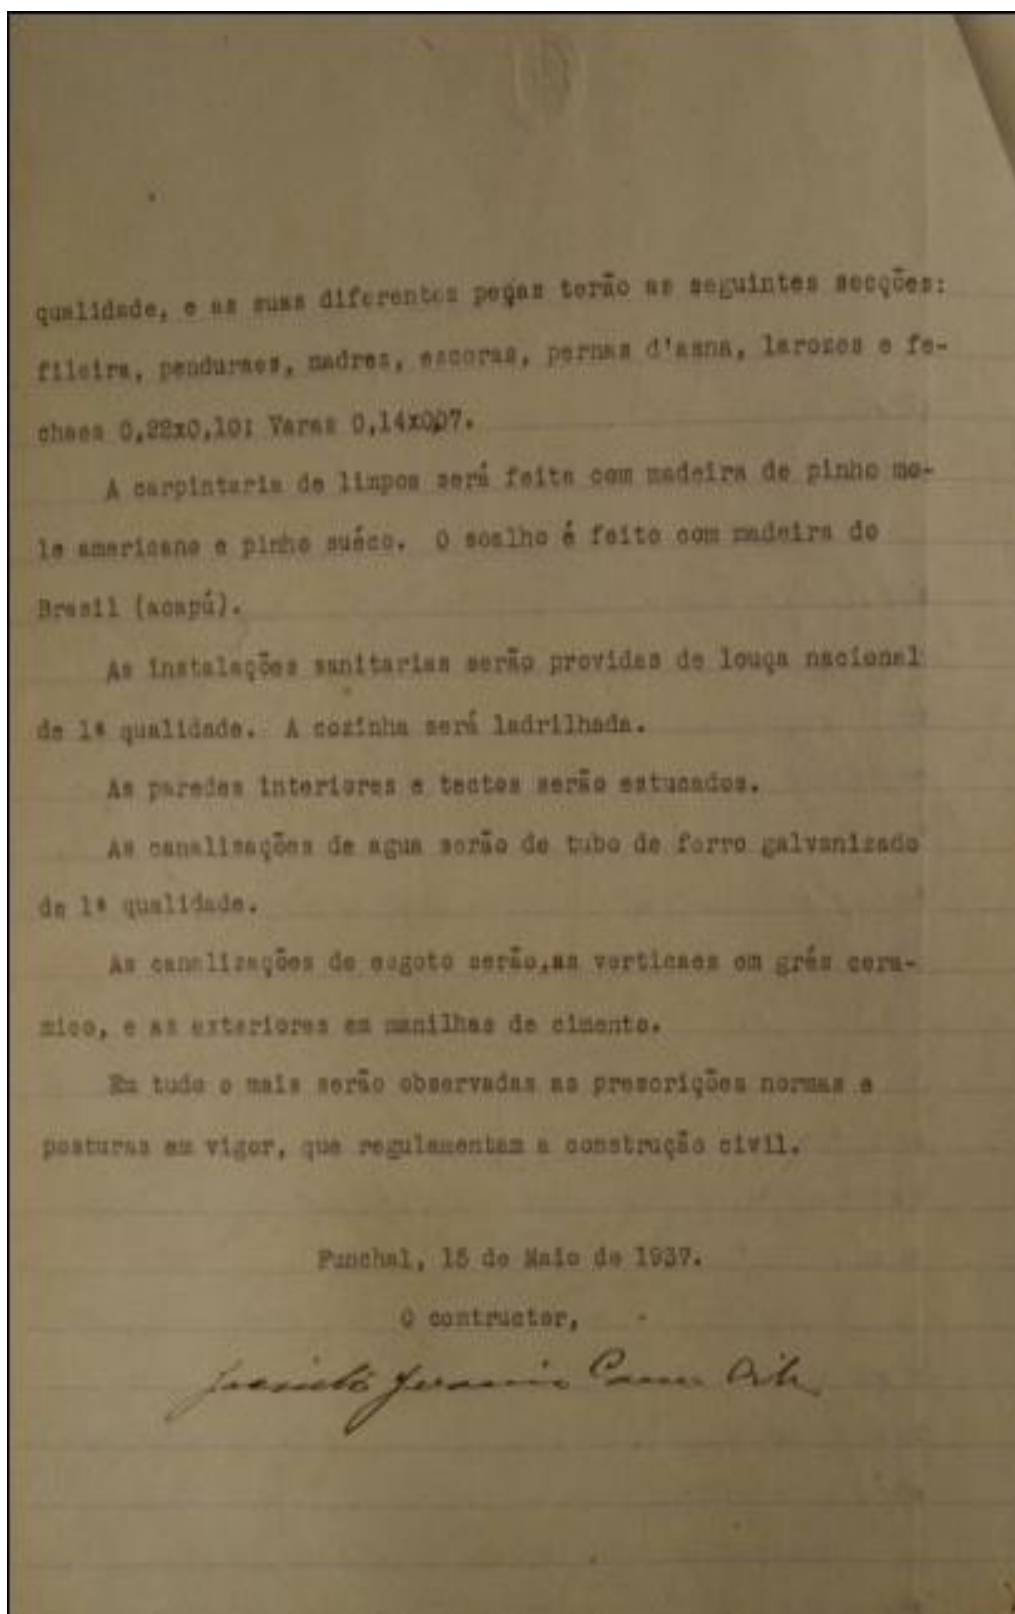 qualidade, e as suas diferentes peças terão as seguintes secções:
fileira, penduraes, madres, escoras, pernas d'asna, larozes e fe-
chaes 0,22x0,10; Varas 0,14x0,07.
A carpintaria de limpos será feita com madeira de pinho mo-
le americano e pinho suéco. O soalho é feito com madeira do
Brasil (acapú).
As instalações sanitarias serão providas de louça nacional
de 1ª qualidade. A cozinha será ladrilhada.
As paredes interiores e tectos serão estucados.
As canalisações de agua serão de tubo de ferro galvanizado
de 1ª qualidade.
As canalizações de esgoto serão,as verticaes em grés cera-
mico, e as exteriores em manilhas de cimento.
Em tudo o mais serão observadas as prescrições normas e
posturas em vigor, que regulamentam a construção civil.
Funchal, 15 de Maio de 1937.
O contructor,